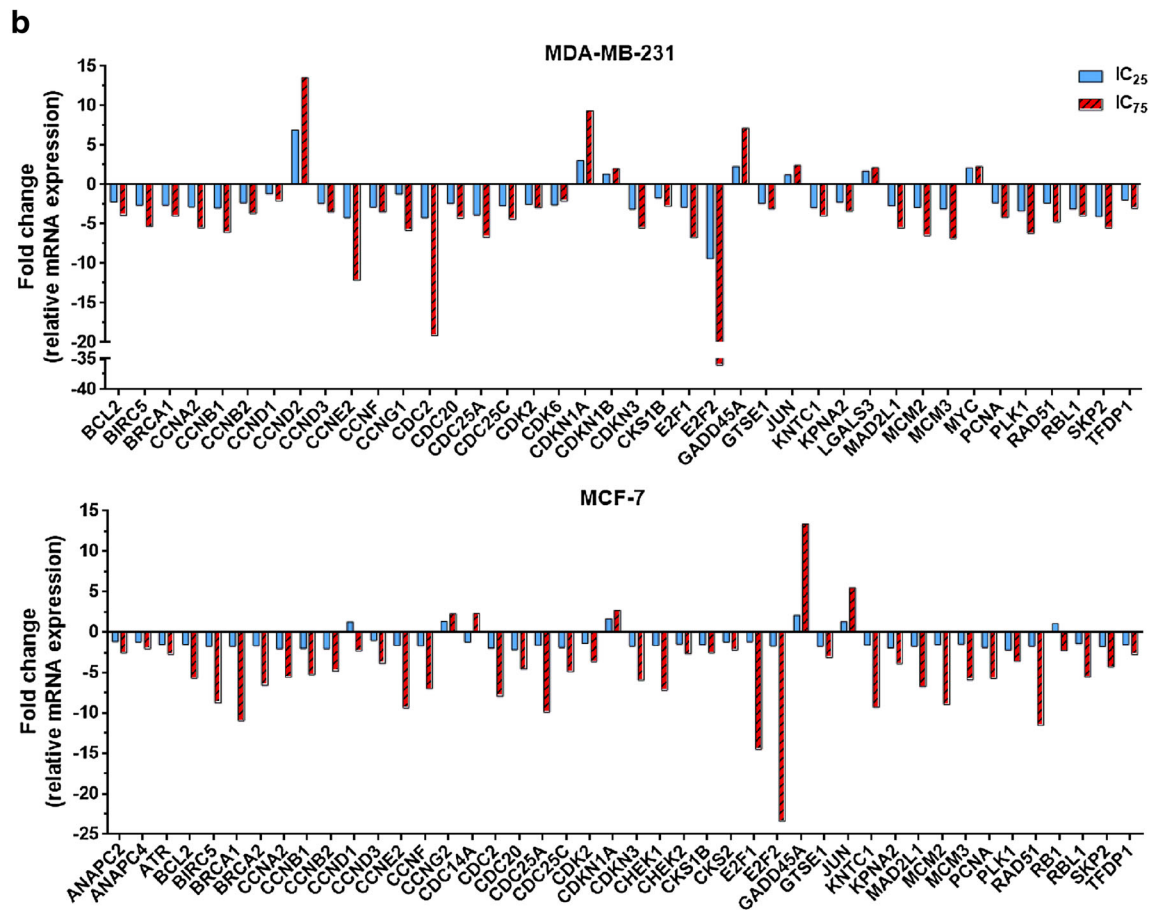 b
MDA-MB-231
IC25
IC75
Fold change
(relative mRNA expression)
15
10
5
0
-5
-10
-15
-20
-35
-40
BCL2
BIRC5
BRCA1
CCNA2
CCNB1
CCNB2
CCND1
CCND2
CCND3
CCNE2
CCNF
CCNG1
CDC2
CDC20
CDC25A
CDC25C
CDK2
CDK6
CDKN1A
CDKN1B
CDKN3
CKS1B
E2F1
E2F2
GADD45A
GTSE1
JUN
KNTC1
KPNA2
LGALS3
MAD2L1
MCM2
MCM3
MYC
PCNA
PLK1
RAD51
RBL1
SKP2
TFDP1
MCF-7
Fold change
(relative mRNA expression)
15
10
5
0
-5
-10
-15
-20
-25
ANAPC2
ANAPC4
ATR
BCL2
BIRC5
BRCA1
BRCA2
CCNA2
CCNB1
CCNB2
CCND1
CCND3
CCNE2
CCNF
CCNG2
CDC14A
CDC2
CDC20
CDC25A
CDC25C
CDK2
CDKN1A
CDKN3
CHEK1
CHEK2
CKS1B
CKS2
E2F1
E2F2
GADD45A
GTSE1
JUN
KNTC1
KPNA2
MAD2L1
MCM2
MCM3
PCNA
PLK1
RAD51
RB1
RBL1
SKP2
TFDP1